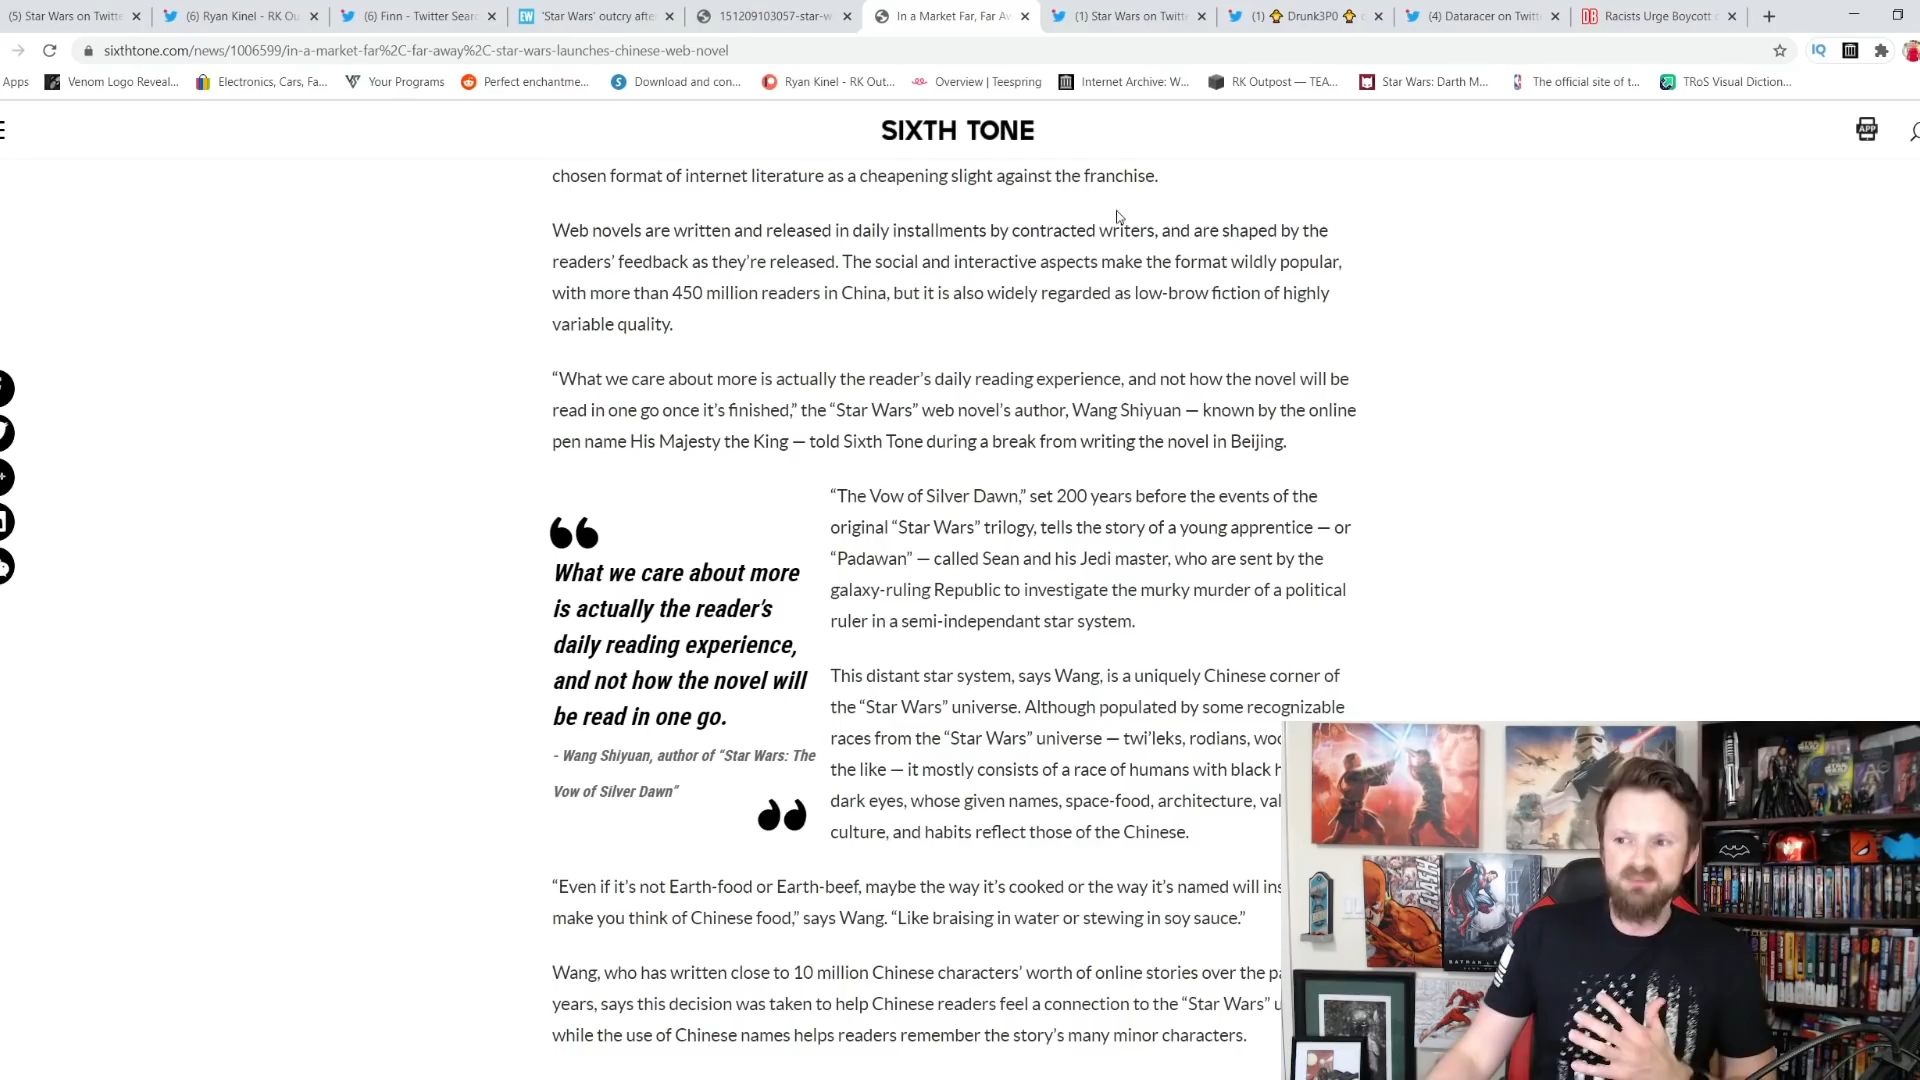 (5) Star Wars on Twitte
(6) Ryan Kinel - RK Ou
(6) Finn - Twitter Sear
EW 'Star Wars' outcry afte
151209103057-star-w
In a Market Far, Far Aw
(1) Star Wars on Twitte
(1) Drunk3P0
(4) Dataracer on Twitt
DB Racists Urge Boycott
sixthtone.com/news/1006599/in-a-market-far%2C-far-away%2C-star-wars-launches-chinese-web-novel
IQ
Apps
Venom Logo Reveal...
Electronics, Cars, Fa...
Your Programs
Perfect enchantme...
Download and con...
Ryan Kinel - RK Out...
Overview | Teespring
Internet Archive: W...
RK Outpost — TEA...
Star Wars: Darth M...
The official site of t...
TRoS Visual Diction...
SIXTH TONE
APP
chosen format of internet literature as a cheapening slight against the franchise.
Web novels are written and released in daily installments by contracted writers, and are shaped by the
readers’ feedback as they’re released. The social and interactive aspects make the format wildly popular,
with more than 450 million readers in China, but it is also widely regarded as low-brow fiction of highly
variable quality.
“What we care about more is actually the reader’s daily reading experience, and not how the novel will be
read in one go once it’s finished,” the “Star Wars” web novel’s author, Wang Shiyuan — known by the online
pen name His Majesty the King — told Sixth Tone during a break from writing the novel in Beijing.
What we care about more
is actually the reader’s
daily reading experience,
and not how the novel will
be read in one go.
- Wang Shiyuan, author of “Star Wars: The
Vow of Silver Dawn”
“The Vow of Silver Dawn,” set 200 years before the events of the
original “Star Wars” trilogy, tells the story of a young apprentice — or
“Padawan” — called Sean and his Jedi master, who are sent by the
galaxy-ruling Republic to investigate the murky murder of a political
ruler in a semi-independant star system.
This distant star system, says Wang, is a uniquely Chinese corner of
the “Star Wars” universe. Although populated by some recognizable
races from the “Star Wars” universe — twi’leks, rodians, woo
the like — it mostly consists of a race of humans with black h
dark eyes, whose given names, space-food, architecture, val
culture, and habits reflect those of the Chinese.
“Even if it’s not Earth-food or Earth-beef, maybe the way it’s cooked or the way it’s named will ins
make you think of Chinese food,” says Wang. “Like braising in water or stewing in soy sauce.”
Wang, who has written close to 10 million Chinese characters’ worth of online stories over the pa
years, says this decision was taken to help Chinese readers feel a connection to the “Star Wars” u
while the use of Chinese names helps readers remember the story’s many minor characters.